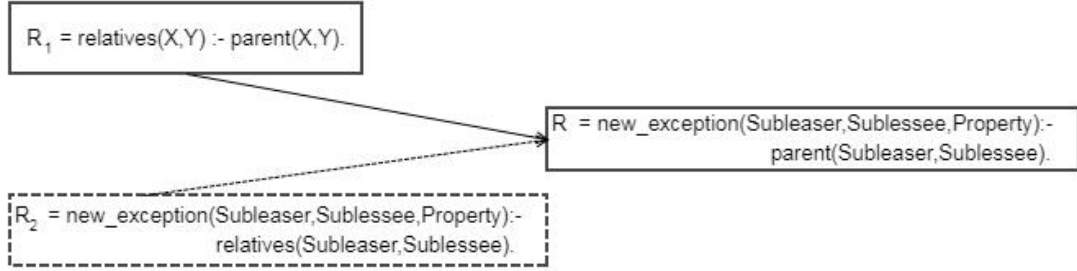 R₁ = relatives(X,Y) :- parent(X,Y).
R = new_exception(Subleaser,Sublessee,Property):-
parent(Subleaser,Sublessee).
R₂ = new_exception(Subleaser,Sublessee,Property):-
relatives(Subleaser,Sublessee).